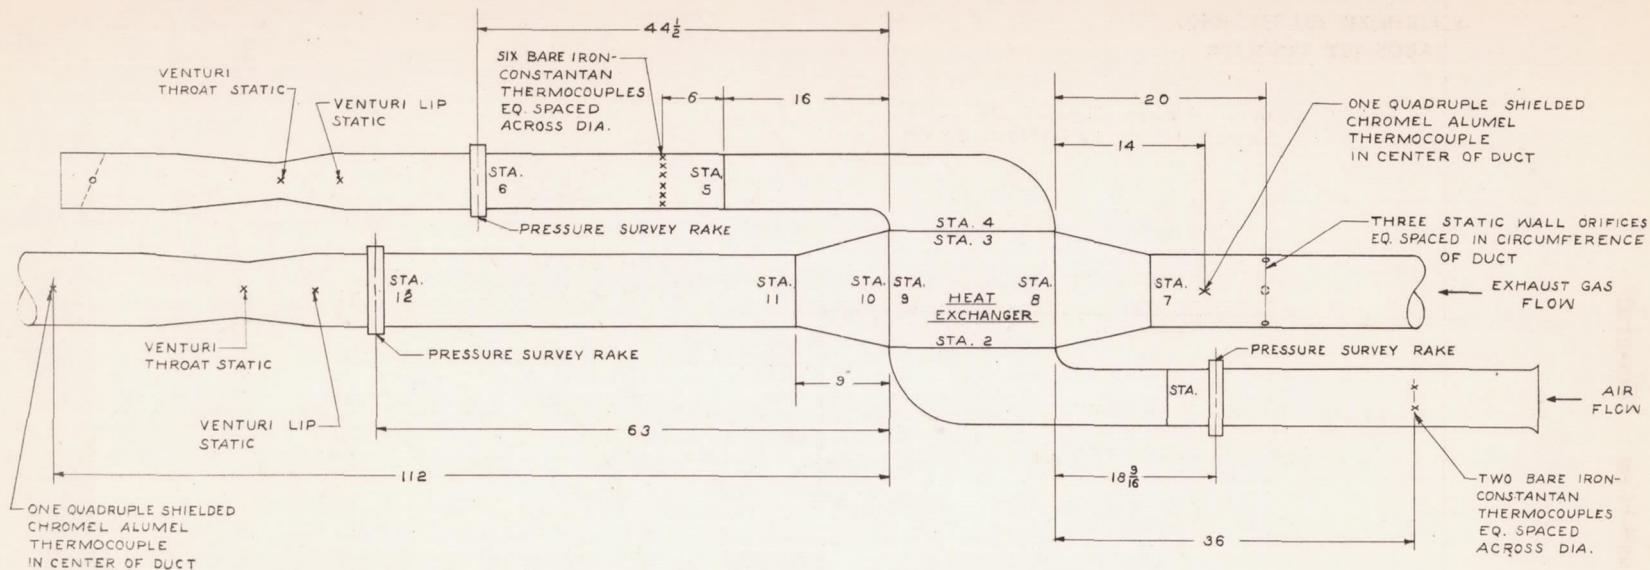 44 1/2
SIX BARE IRON-
CONSTANTAN
THERMOCOUPLES
EQ. SPACED
ACROSS DIA.
6
16
20
14
VENTURI
THROAT STATIC
VENTURI LIP
STATIC
ONE QUADRUPLE SHIELDED
CHROMEL ALUMEL
THERMOCOUPLE
IN CENTER OF DUCT
STA.
6
STA.
5
PRESSURE SURVEY RAKE
STA. 4
STA. 3
THREE STATIC WALL ORIFICES
EQ. SPACED IN CIRCUMFERENCE
OF DUCT
STA.
12
STA.
11
STA.
10
STA.
9
HEAT
EXCHANGER
STA.
8
STA.
7
EXHAUST GAS
FLOW
STA. 2
VENTURI
THROAT STATIC
PRESSURE SURVEY RAKE
PRESSURE SURVEY RAKE
9
STA.
AIR
FLOW
VENTURI LIP
STATIC
63
112
18 9/16
36
ONE QUADRUPLE SHIELDED
CHROMEL ALUMEL
THERMOCOUPLE
IN CENTER OF DUCT
TWO BARE IRON-
CONSTANTAN
THERMOCOUPLES
EQ. SPACED
ACROSS DIA.